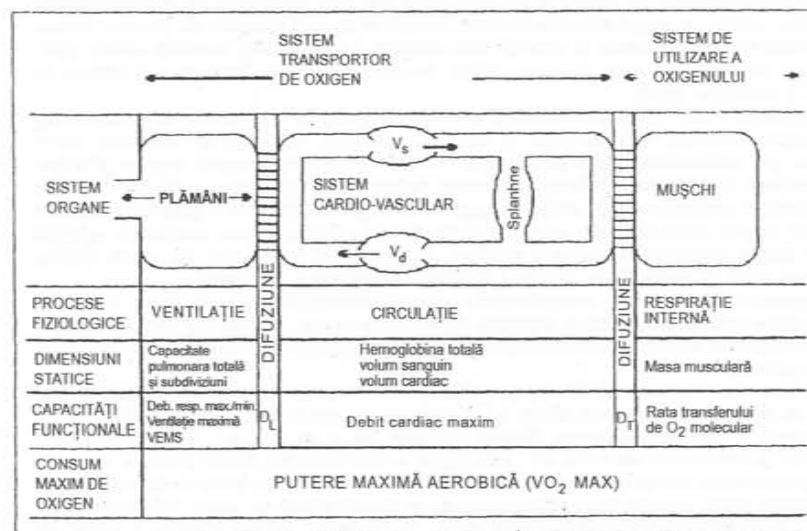 SISTEM
TRANSPORTOR
DE OXIGEN
SISTEM DE
UTILIZARE A
OXIGENULUI
SISTEM
ORGANE
PLĂMÂNI
Vs
SISTEM
CARDIO-VASCULAR
Vd
Splanhne
MUȘCHI
PROCESE
FIZIOLOGICE
VENTILAȚIE
DIFUZIUNE
CIRCULAȚIE
DIFUZIUNE
RESPIRAȚIE
INTERNĂ
DIMENSIUNI
STATICE
Capacitate
pulmonara totală
și subdiviziuni
Hemoglobina totală
volum sanguin
volum cardiac
Masa musculară
CAPACITĂȚI
FUNCȚIONALE
Deb. resp. max./min.
Ventilație maximă
VEMS
DL
Debit cardiac maxim
DT
Rata transferului
de O2 molecular
CONSUM
MAXIM DE
OXIGEN
PUTERE MAXIMĂ AEROBICĂ (VO2 MAX)